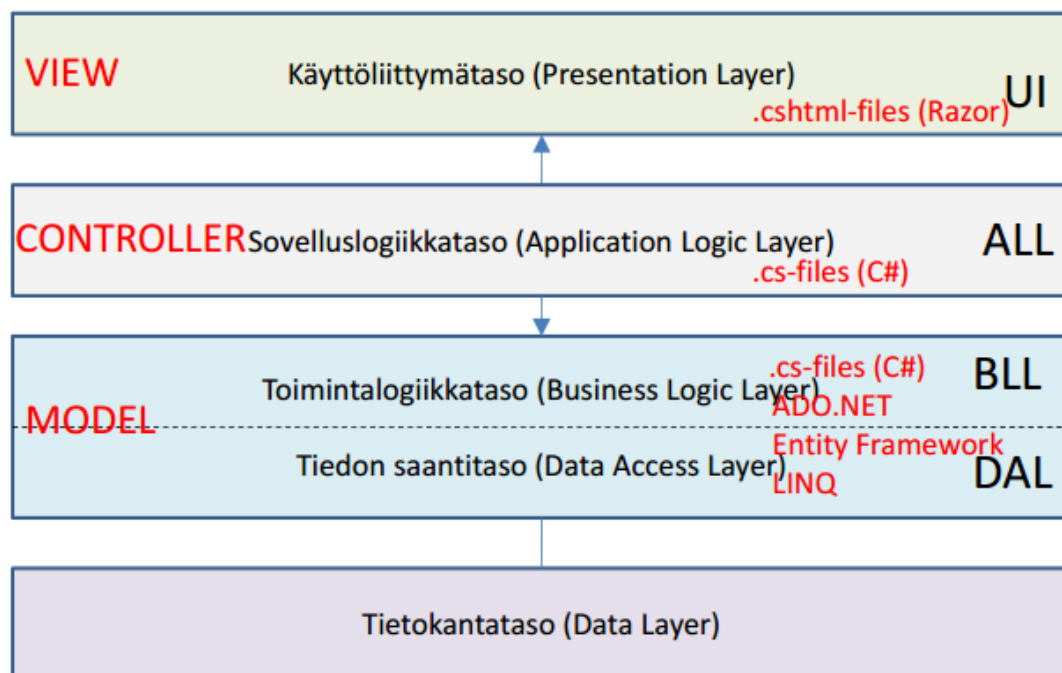 VIEW
Käyttöliittymätaso (Presentation Layer)
UI
.cshtml-files (Razor)
CONTROLLER
Sovelluslogiikkataso (Application Logic Layer)
ALL
.cs-files (C#)
MODEL
Toimintalogiikkataso (Business Logic Layer)
.cs-files (C#)
ADO.NET
BLL
Tiedon saantitaso (Data Access Layer)
Entity Framework
LINQ
DAL
Tietokantataso (Data Layer)